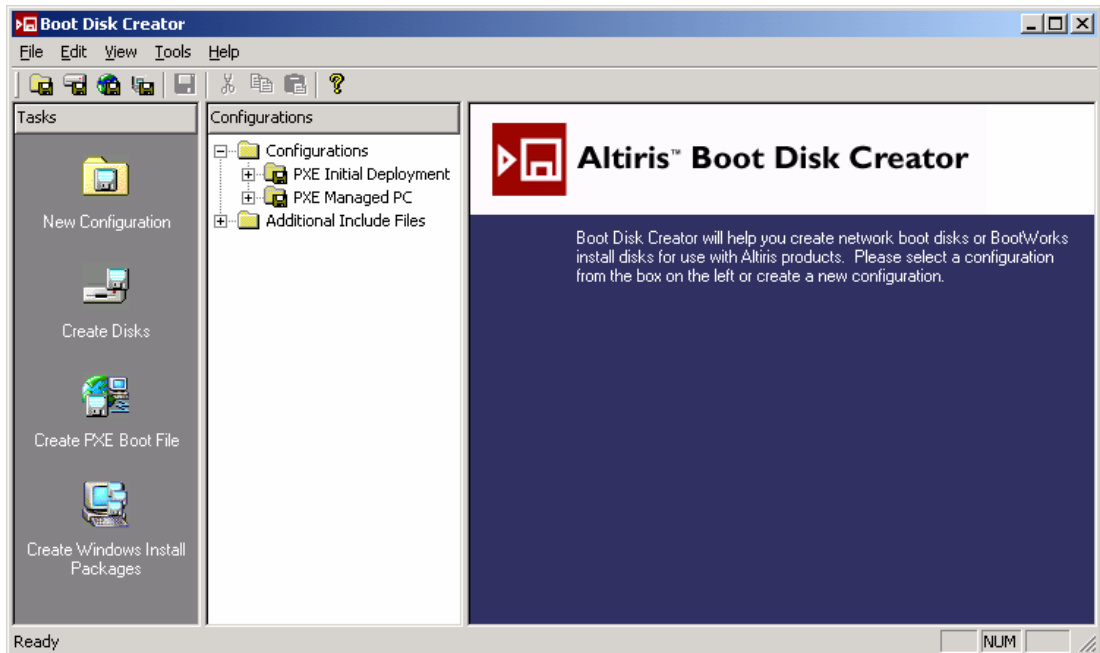 Boot Disk Creator
File Edit View Tools Help
Tasks
New Configuration
Create Disks
Create PXE Boot File
Create Windows Install
Packages
Configurations
Configurations
PXE Initial Deployment
PXE Managed PC
Additional Include Files
Altiris™ Boot Disk Creator
Boot Disk Creator will help you create network boot disks or BootWorks
install disks for use with Altiris products. Please select a configuration
from the box on the left or create a new configuration.
Ready
NUM